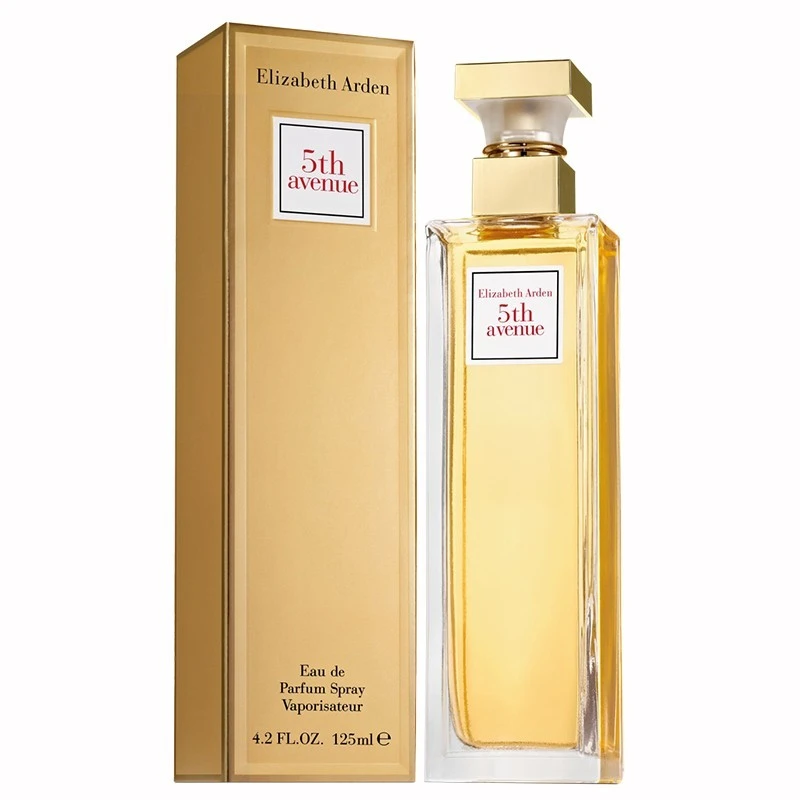 Elizabeth Arden
5th
avenue
Eau de
Parfum Spray
Vaporisateur
4.2 FL.OZ. 125ml ℮
Elizabeth Arden
5th
avenue